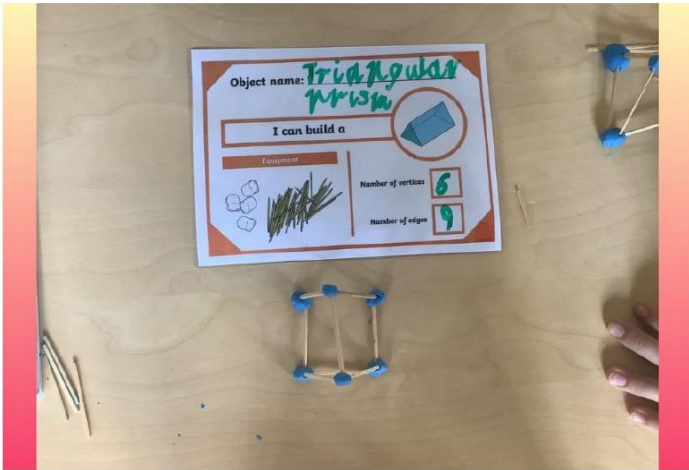 Object name: Triangular
prism
I can build a
Equipment
Number of vertices 6
Number of edges 9